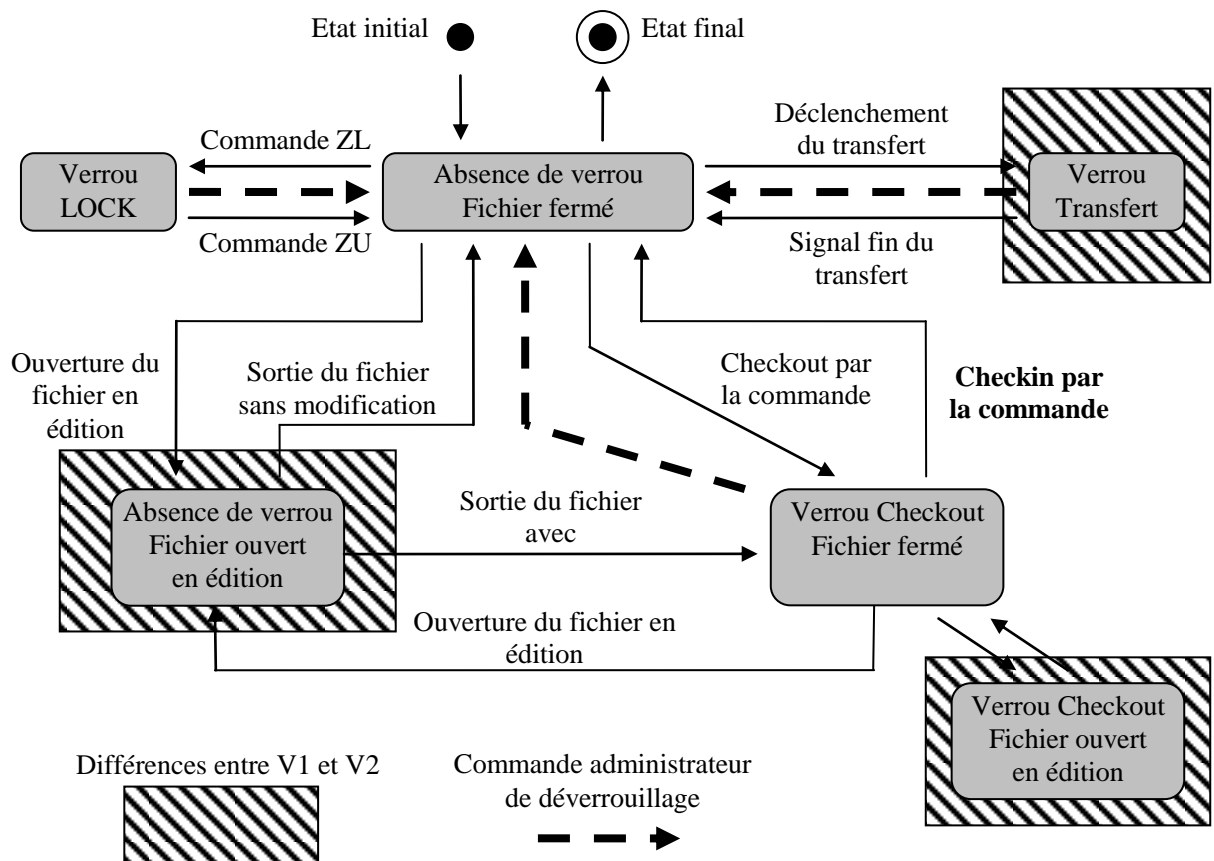 Etat initial
Etat final
Commande ZL
Déclenchement
du transfert
Verrou
LOCK
Absence de verrou
Fichier fermé
Verrou
Transfert
Commande ZU
Signal fin du
transfert
Ouverture du
fichier en
édition
Sortie du fichier
sans modification
Checkout par
la commande
Checkin par
la commande
Absence de verrou
Fichier ouvert
en édition
Sortie du fichier
avec
Verrou Checkout
Fichier fermé
Ouverture du fichier en
édition
Verrou Checkout
Fichier ouvert
en édition
Différences entre V1 et V2
Commande administrateur
de déverrouillage